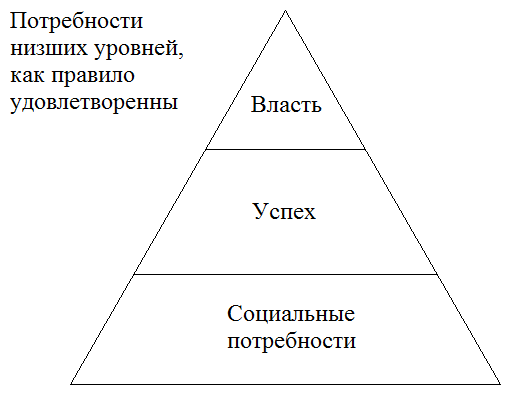 Потребности
низших уровней,
как правило
удовлетворенны
Власть
Успех
Социальные
потребности